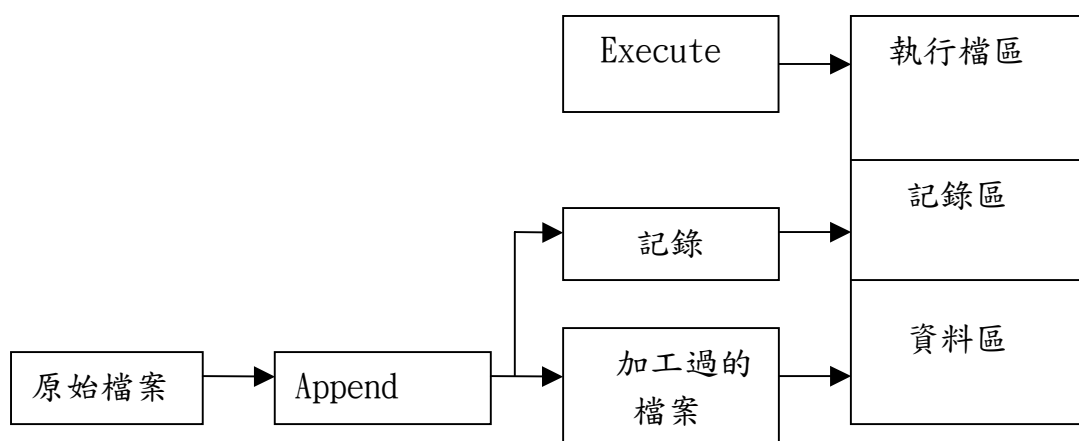 Execute
執行檔區
記錄區
記錄
資料區
原始檔案
Append
加工過的
檔案